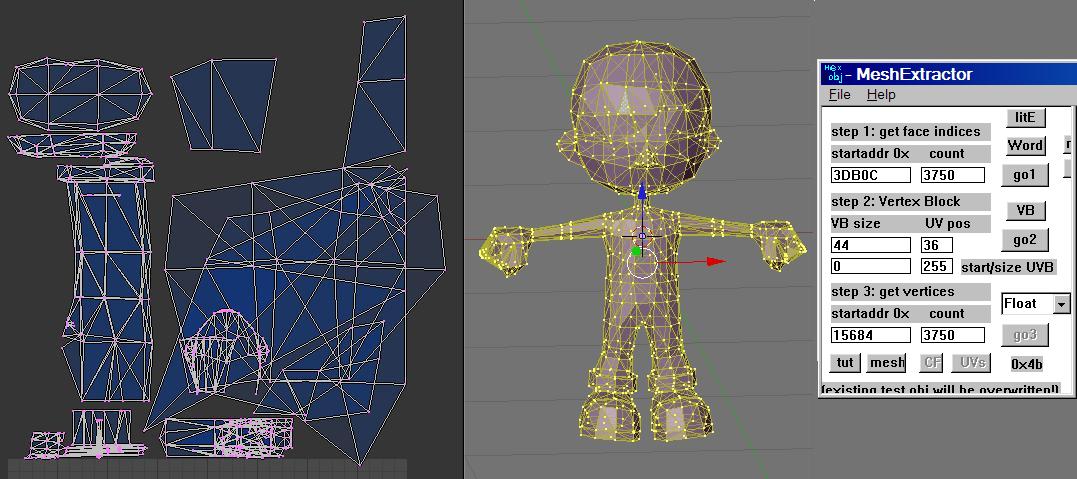 Hex
obj
- MeshExtractor
File Help
step 1: get face indices
litE
startaddr 0x count
Word
3DB0C 3750
go1
step 2: Vertex Block
VB size UV pos
VB
44 36
go2
0 255 start/size UVB
step 3: get vertices
Float
startaddr 0x count
15684 3750
go3
tut mesh CF UVs 0x4b
(existing test.obj will be overwritten!)